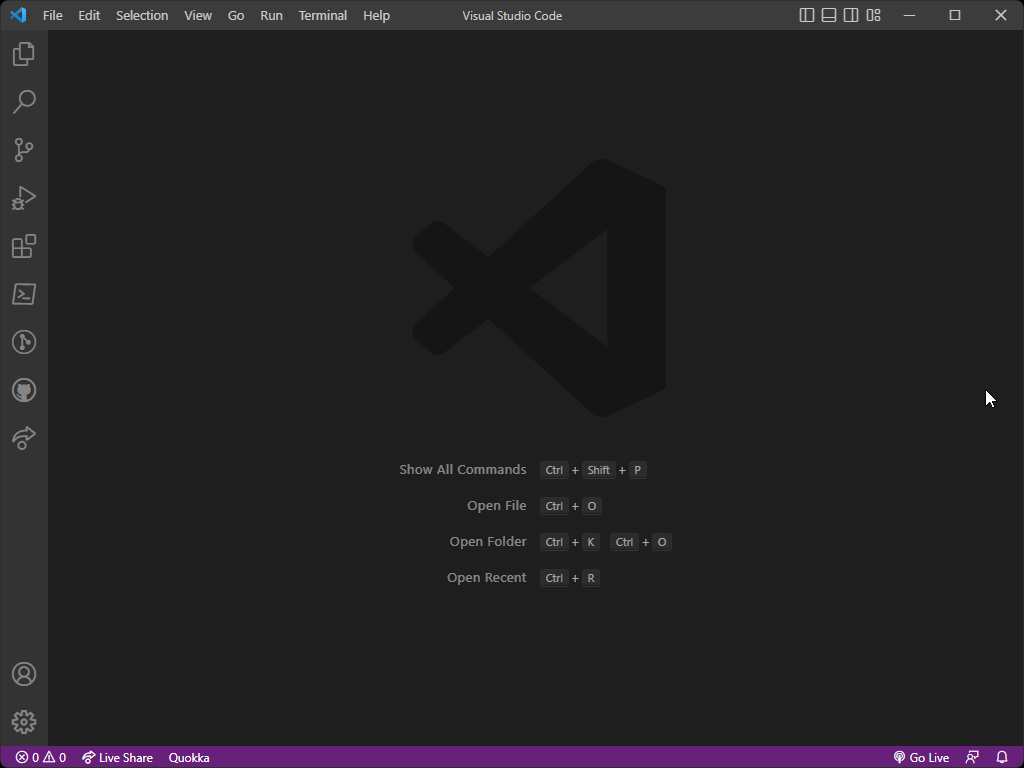 File Edit Selection View Go Run Terminal Help Visual Studio Code
Show All Commands Ctrl + Shift + P
Open File Ctrl + O
Open Folder Ctrl + K Ctrl + O
Open Recent Ctrl + R
0 0 Live Share Quokka Go Live